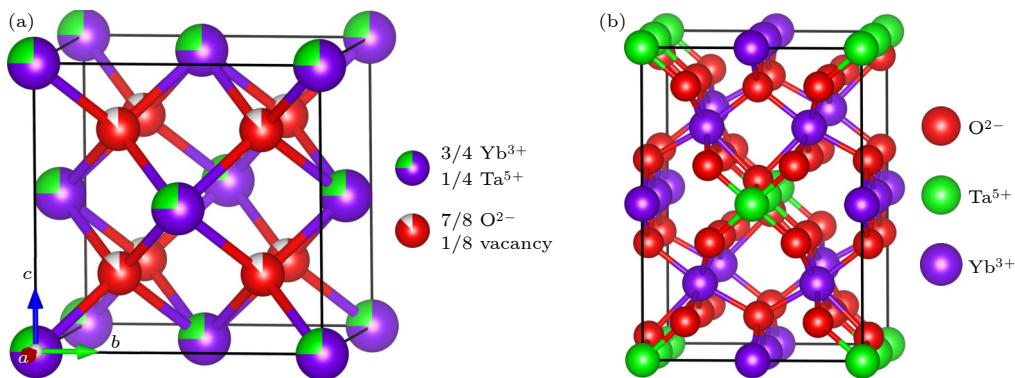 (a)
(b)
3/4 Yb³⁺
1/4 Ta⁵⁺
7/8 O²⁻
1/8 vacancy
c
a
b
O²⁻
Ta⁵⁺
Yb³⁺